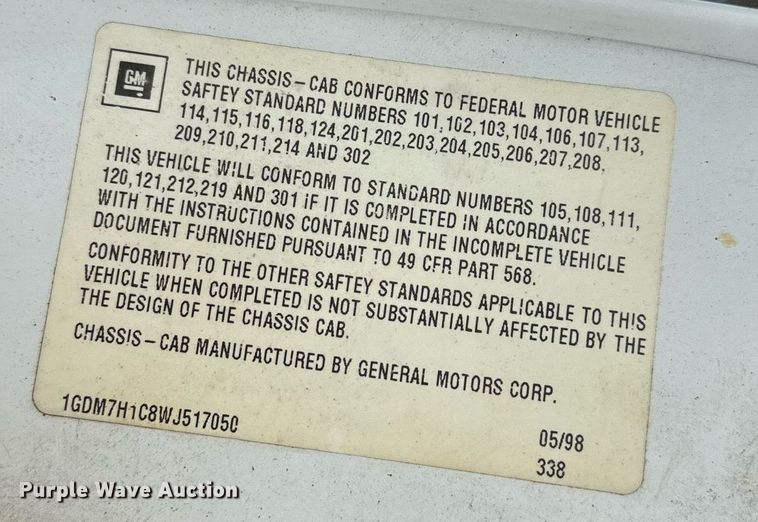 GM
THIS CHASSIS-CAB CONFORMS TO FEDERAL MOTOR VEHICLE
SAFTEY STANDARD NUMBERS 101,102,103,104,106,107,113,
114,115,116,118,124,201,202,203,204,205,206,207,208,
209,210,211,214 AND 302
THIS VEHICLE WILL CONFORM TO STANDARD NUMBERS 105,108,111,
120,121,212,219 AND 301 IF IT IS COMPLETED IN ACCORDANCE
WITH THE INSTRUCTIONS CONTAINED IN THE INCOMPLETE VEHICLE
DOCUMENT FURNISHED PURSUANT TO 49 CFR PART 568.
CONFORMITY TO THE OTHER SAFTEY STANDARDS APPLICABLE TO THIS
VEHICLE WHEN COMPLETED IS NOT SUBSTANTIALLY AFFECTED BY THE
THE DESIGN OF THE CHASSIS CAB.
CHASSIS-CAB MANUFACTURED BY GENERAL MOTORS CORP.
1GDM7H1C8WJ517050
05/98
338
Purple Wave Auction